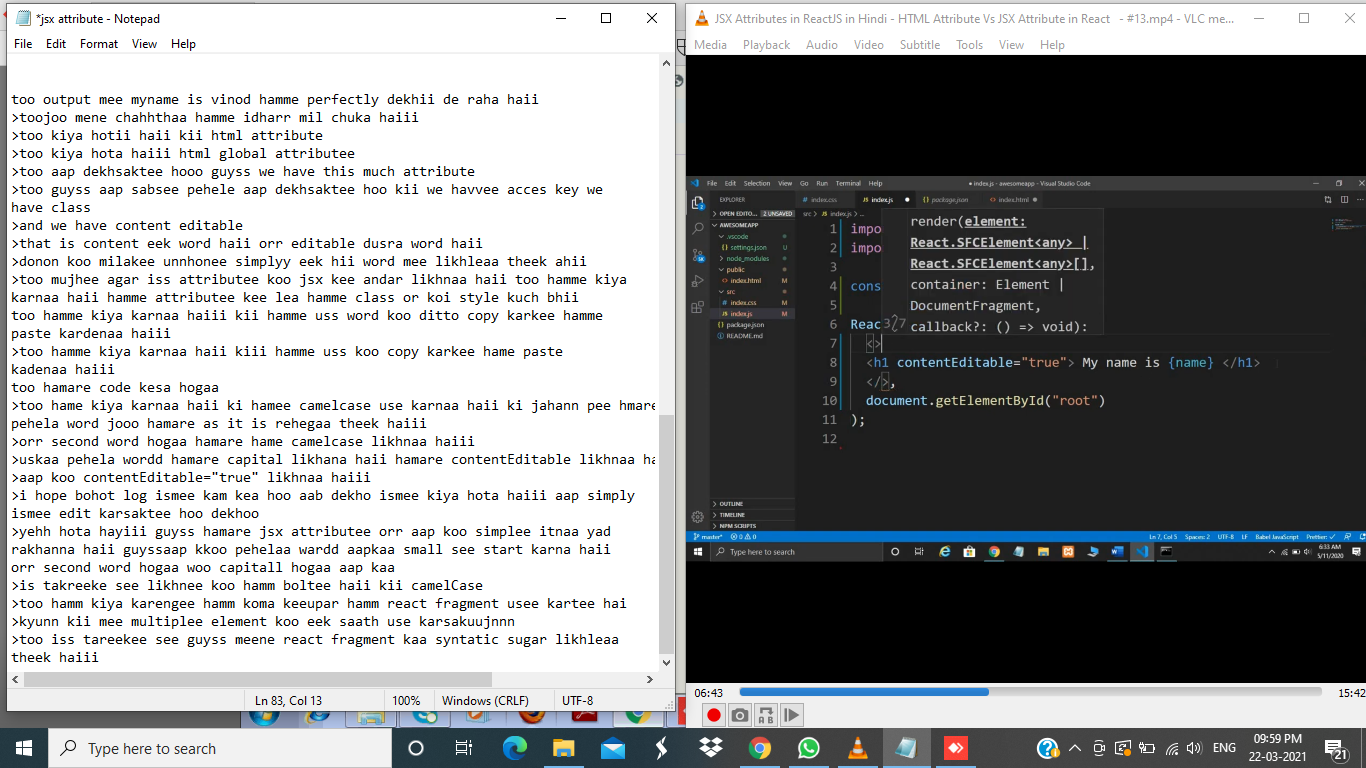 *jsx attribute - Notepad
File Edit Format View Help
too output mee myname is vinod hamme perfectly dekhii de raha haii
>toojoo mene chahhthaa hamme idharr mil chuka haiii
>too kiya hotii haii kii html attribute
>too kiya hota haiii html global attributee
>too aap dekhsaktee hooo guyss we have this much attribute
>too guyss aap sabsee pehele aap dekhsaktee hoo kii we havvee acces key we
have class
>and we have content editable
>that is content eek word haii orr editable dusra word haii
>donon koo milakee unnhonee simplyy eek hii word mee likhleaa theek ahii
>too mujhee agar iss attributee koo jsx kee andar likhnaa haii too hamme kiya
karnaa haii hamme attributee kee lea hamme class or koi style kuch bhii
too hamme kiya karnaa haiii kii hamme uss word koo ditto copy karkee hamme
paste kardenaa haiii
>too hamme kiya karnaa haii kiii hamme uss koo copy karkee hame paste
kadenaa haiii
too hamare code kesa hogaa
>too hame kiya karnaa haii ki hamee camelcase use karnaa haii ki jahann pee hmare
pehela word jooo hamare as it is rehegaa theek haiii
>orr second word hogaa hamare hame camelcase likhnaa haiii
>uskaa pehela wordd hamare capital likhana haii hamare contentEditable likhnaa ha
>aap koo contentEditable="true" likhnaa haiii
>i hope bohot log ismee kam kea hoo aab dekho ismee kiya hota haiii aap simply
ismee edit karsaktee hoo dekhoo
>yehh hota hayiii guyss hamare jsx attributee orr aap koo simplee itnaa yad
rakhanna haii guyssaap kkoo pehelaa wardd aapkaa small see start karna haii
orr second word hogaa woo capitall hogaa aap kaa
>is takreeke see likhnee koo hamm boltee haii kii camelCase
>too hamm kiya karengee hamm koma keeupar hamm react fragment usee kartee hai
>kyunn kii mee multiplee element koo eek saath use karsakuujnnn
>too iss tareekee see guyss meene react fragment kaa syntatic sugar likhleaa
theek haiii
Ln 83, Col 13 100% Windows (CRLF) UTF-8
JSX Attributes in ReactJS in Hindi - HTML Attribute Vs JSX Attribute in React - #13.mp4 - VLC me...
Media Playback Audio Video Subtitle Tools View Help
File Edit Selection View Go Run Terminal Help
● index.js - awesomeapp - Visual Studio Code
EXPLORER
# index.css index.js ● package.json index.html ●
OPEN EDITO... 2 UNSAVED
src > index.js > ...
AWESOMEAPP
.vscode
settings.json U
node_modules
public
index.html M
src
# index.css M
index.js M
package.json
README.md
OUTLINE
TIMELINE
NPM SCRIPTS
render(element:
React.SFCElement<any> |
React.SFCElement<any>[],
container: Element |
DocumentFragment,
3/7 callback?: () => void):
1 impo
2 impo
3
4 cons
5
6 Reac
7 <>
8 <h1 contentEditable="true"> My name is {name} </h1>
9 </>,
10 document.getElementById("root")
11 );
12
master* 0 0 Ln 7, Col 5 Spaces: 2 UTF-8 LF Babel JavaScript Prettier: ✓
Type here to search
6:33 AM
5/11/2020
06:43 15:42
Type here to search
ENG
09:59 PM
22-03-2021
21